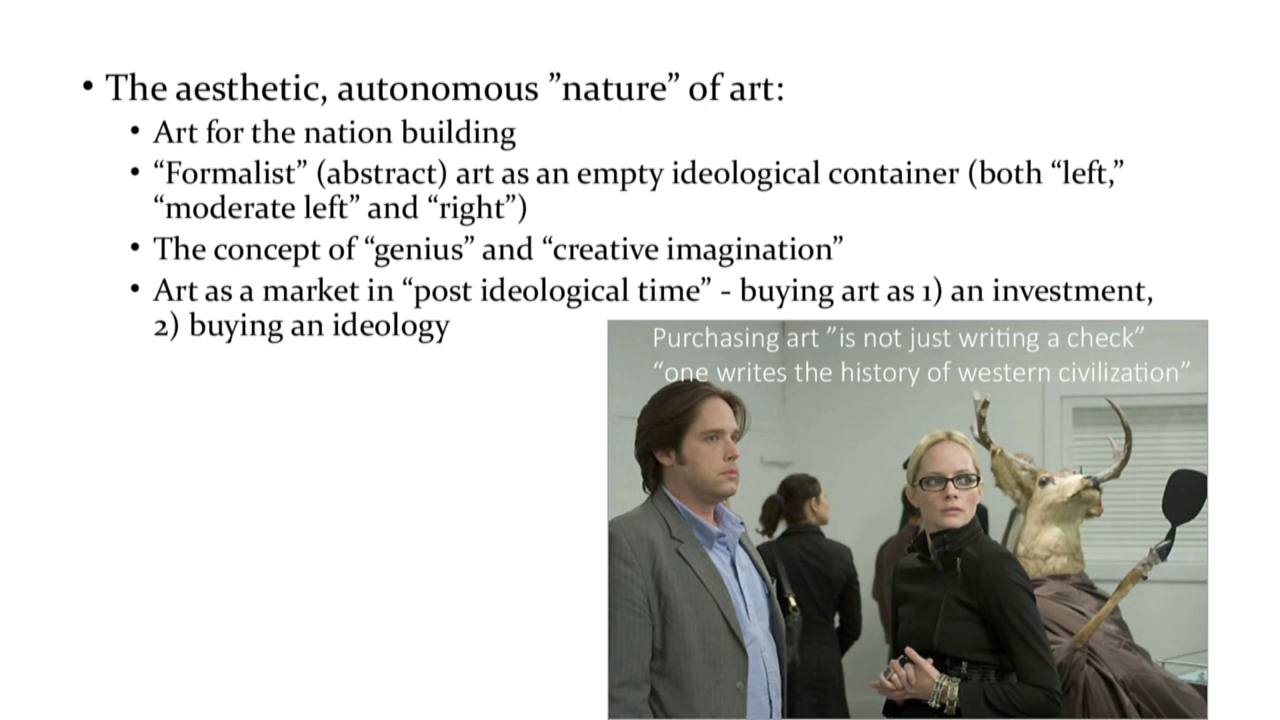 • The aesthetic, autonomous ”nature” of art:
• Art for the nation building
• “Formalist” (abstract) art as an empty ideological container (both “left,”
“moderate left” and “right”)
• The concept of “genius” and “creative imagination”
• Art as a market in “post ideological time” - buying art as 1) an investment,
2) buying an ideology
Purchasing art ”is not just writing a check”
“one writes the history of western civilization”